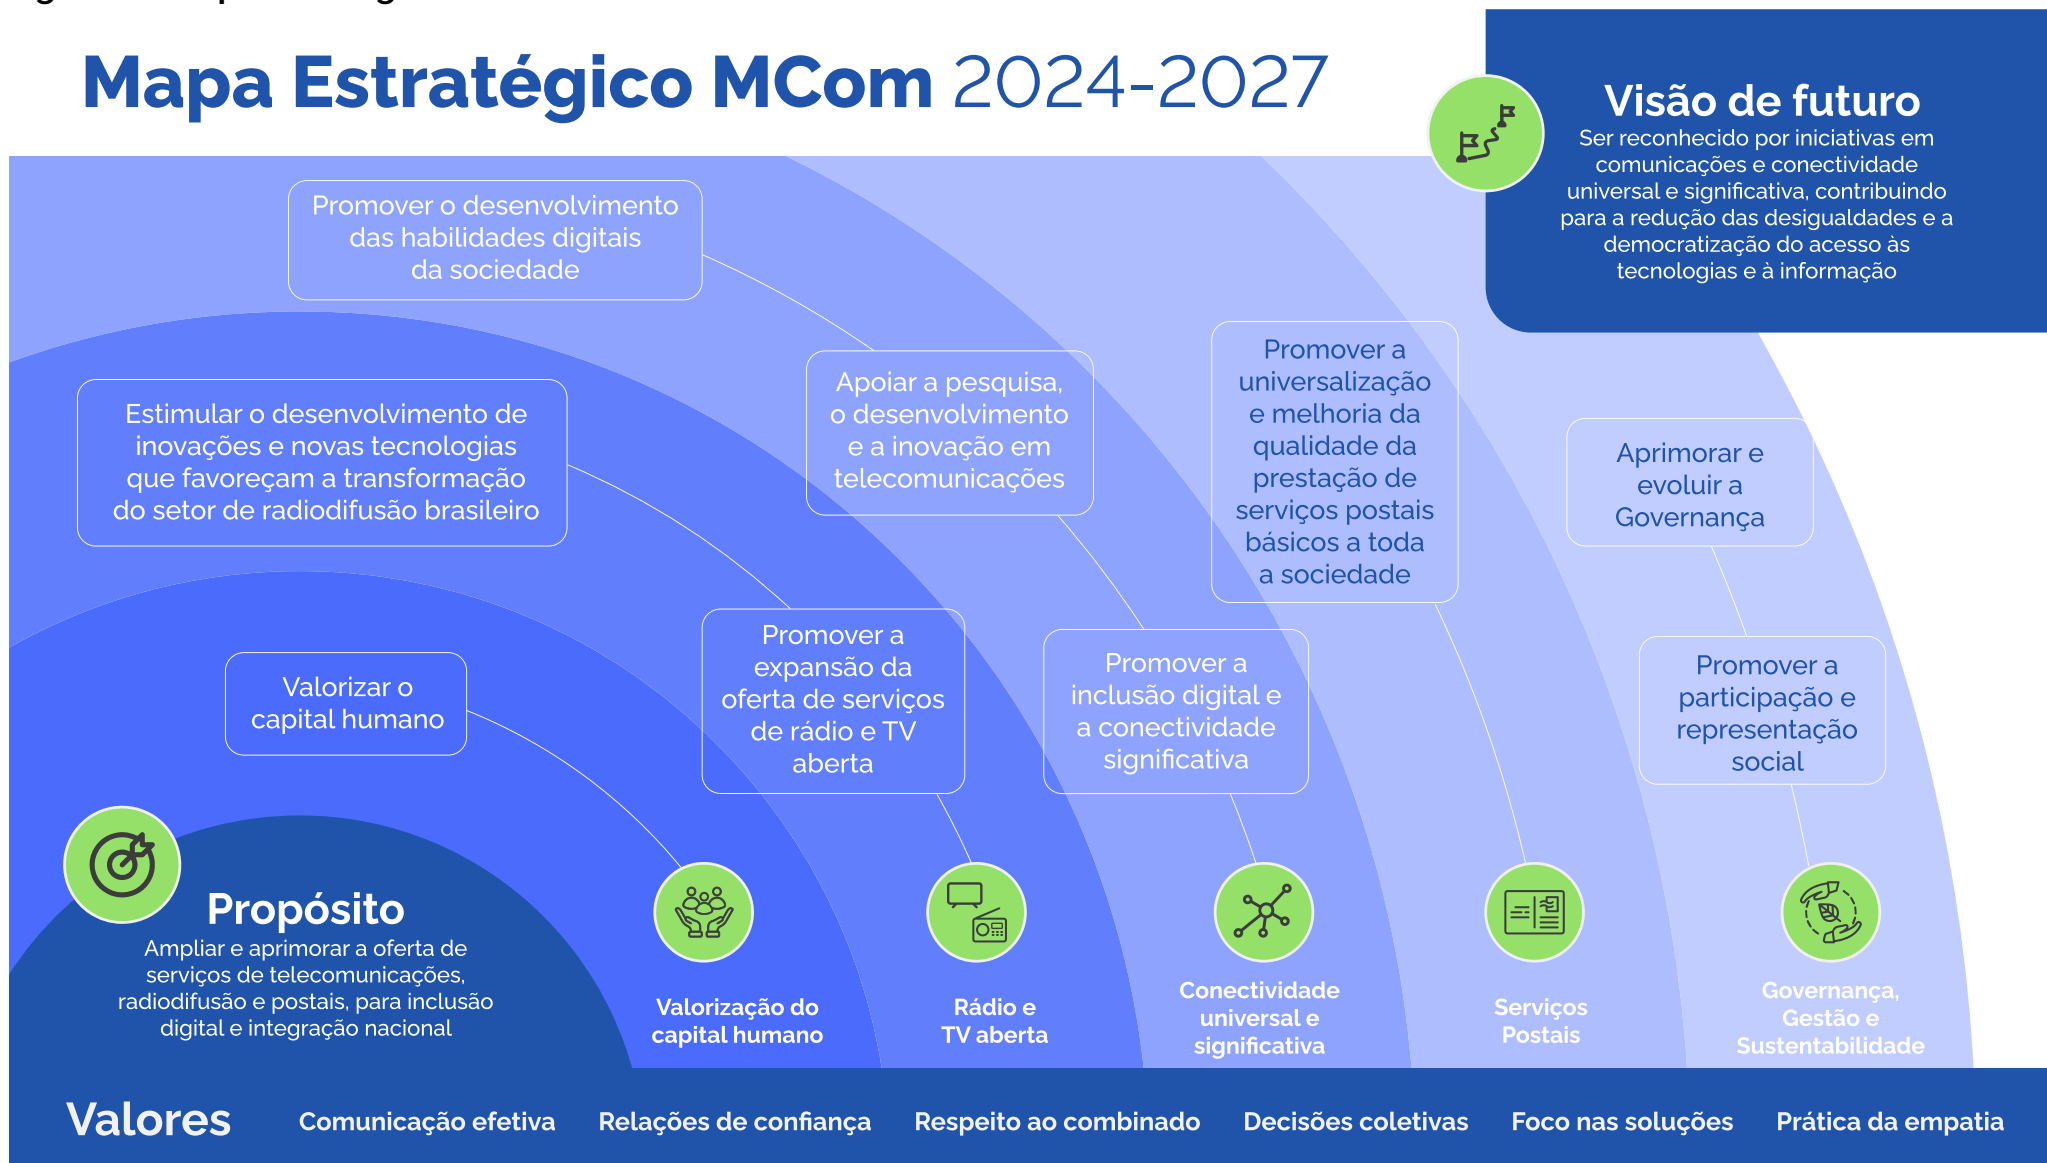 Mapa Estratégico MCom 2024-2027
Visão de futuro
Ser reconhecido por iniciativas em
comunicações e conectividade
universal e significativa, contribuindo
para a redução das desigualdades e a
democratização do acesso às
tecnologias e à informação
Promover o desenvolvimento
das habilidades digitais
da sociedade
Apoiar a pesquisa,
o desenvolvimento
e a inovação em
telecomunicações
Promover a
inclusão digital e
a conectividade
significativa
Promover a
universalização
e melhoria da
qualidade da
prestação de
serviços postais
básicos a toda
a sociedade
Aprimorar e
evoluir a
Governança
Promover a
participação e
representação
social
Estimular o desenvolvimento de
inovações e novas tecnologias
que favoreçam a transformação
do setor de radiodifusão brasileiro
Promover a
expansão da
oferta de serviços
de rádio e TV
aberta
Valorizar o
capital humano
Propósito
Ampliar e aprimorar a oferta de
serviços de telecomunicações,
radiodifusão e postais, para inclusão
digital e integração nacional
Valorização do
capital humano
Rádio e
TV aberta
Conectividade
universal e
significativa
Serviços
Postais
Governança,
Gestão e
Sustentabilidade
Valores
Comunicação efetiva
Relações de confiança
Respeito ao combinado
Decisões coletivas
Foco nas soluções
Prática da empatia